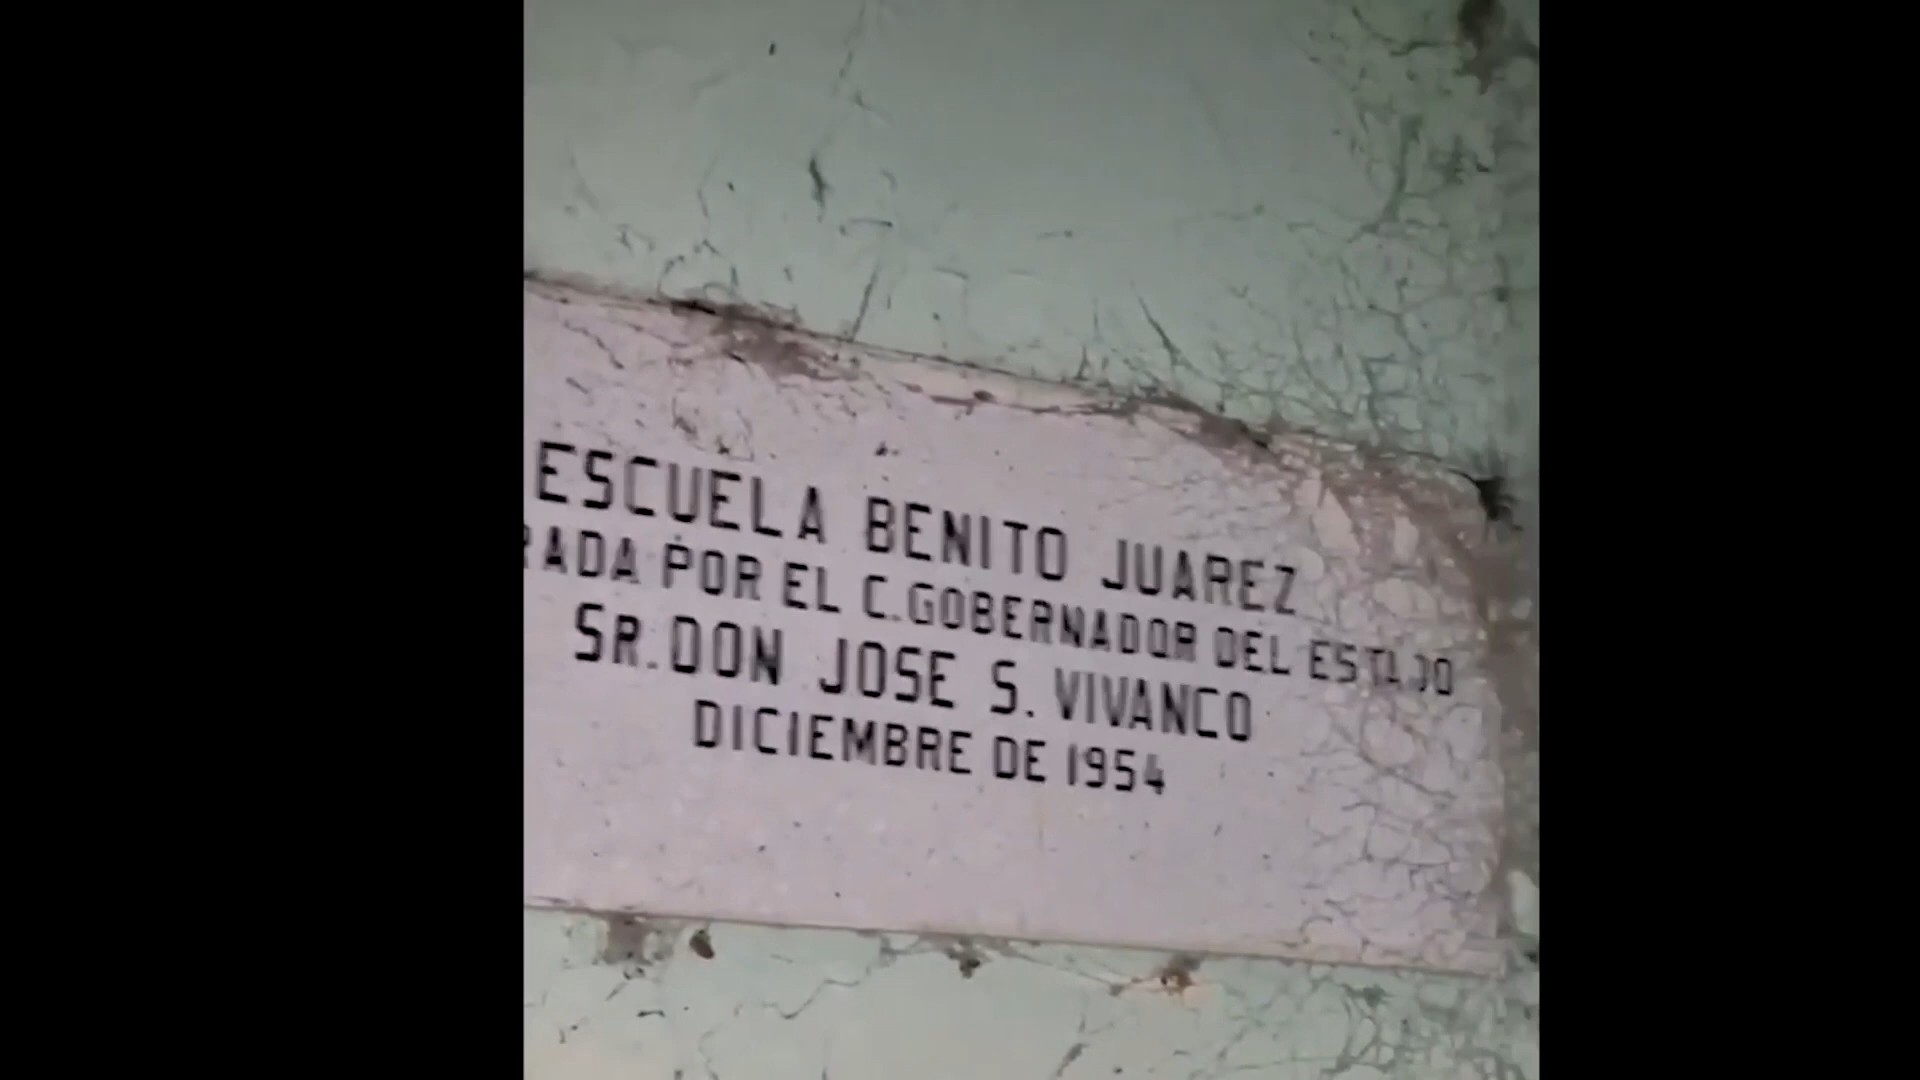 ESCUELA BENITO JUAREZ
RADA POR EL C. GOBERNADOR DEL ESTADO
SR. DON JOSE S. VIVANCO
DICIEMBRE DE 1954